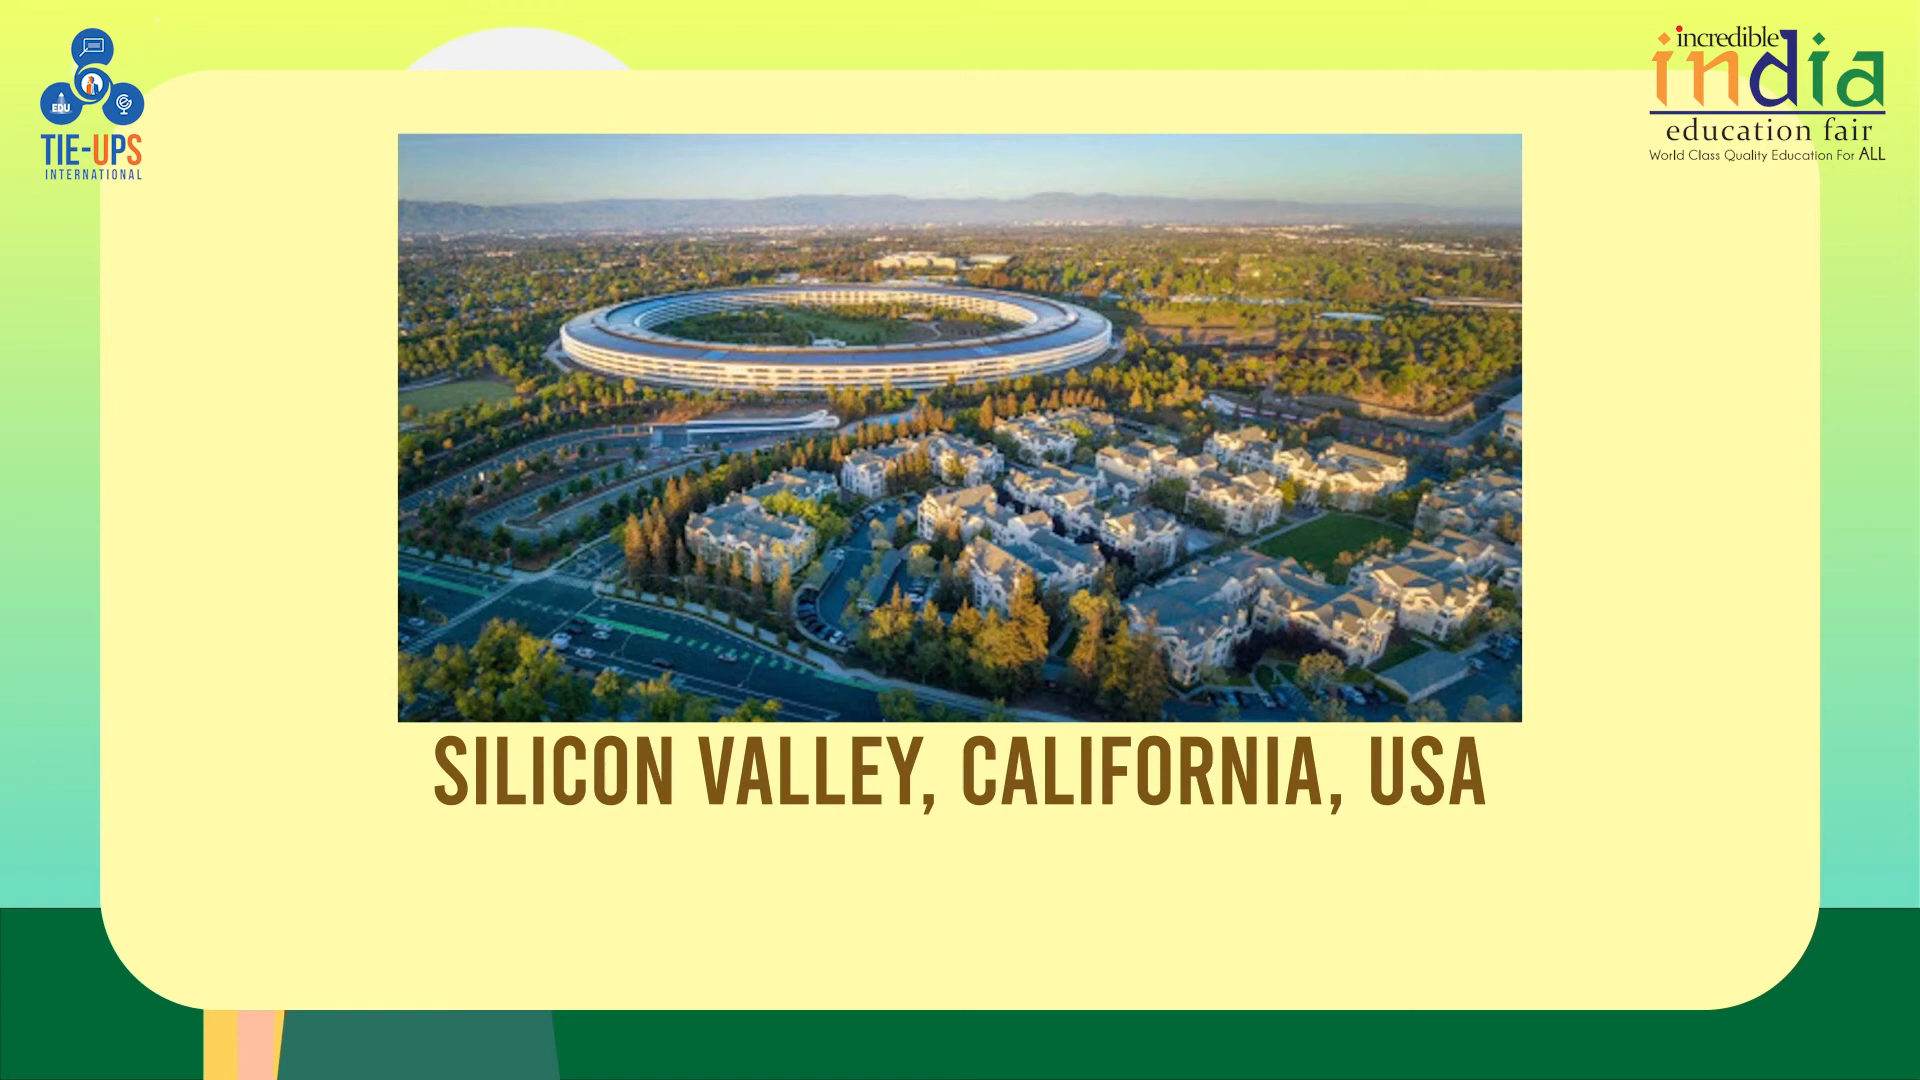 EDU
TIE-UPS
INTERNATIONAL
incredible
india
education fair
World Class Quality Education For ALL
SILICON VALLEY, CALIFORNIA, USA